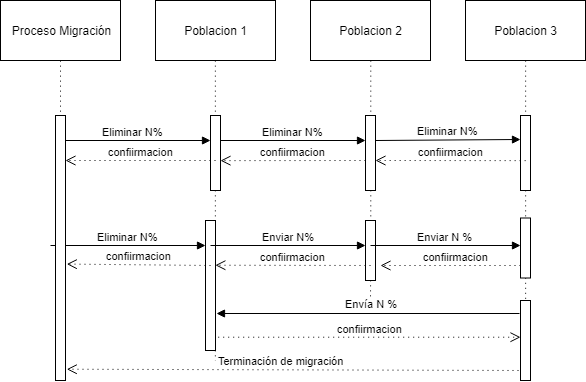 Proceso Migración
Poblacion 1
Poblacion 2
Poblacion 3
Eliminar N%
Eliminar N%
Eliminar N%
confiirmacion
confiirmacion
confiirmacion
Eliminar N%
Enviar N%
Enviar N %
confiirmacion
confiirmacion
confiirmacion
Envía N %
confiirmacion
Terminación de migración